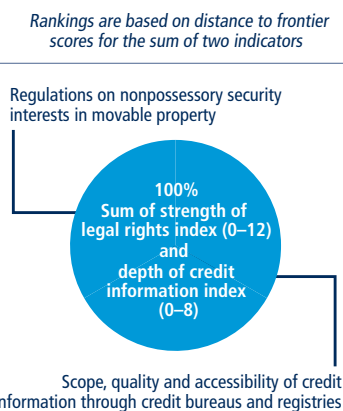 Rankings are based on distance to frontier
scores for the sum of two indicators
Regulations on nonpossessory security
interests in movable property
100%
Sum of strength of
legal rights index (0–12)
and
depth of credit
information index
(0–8)
Scope, quality and accessibility of credit
information through credit bureaus and registries